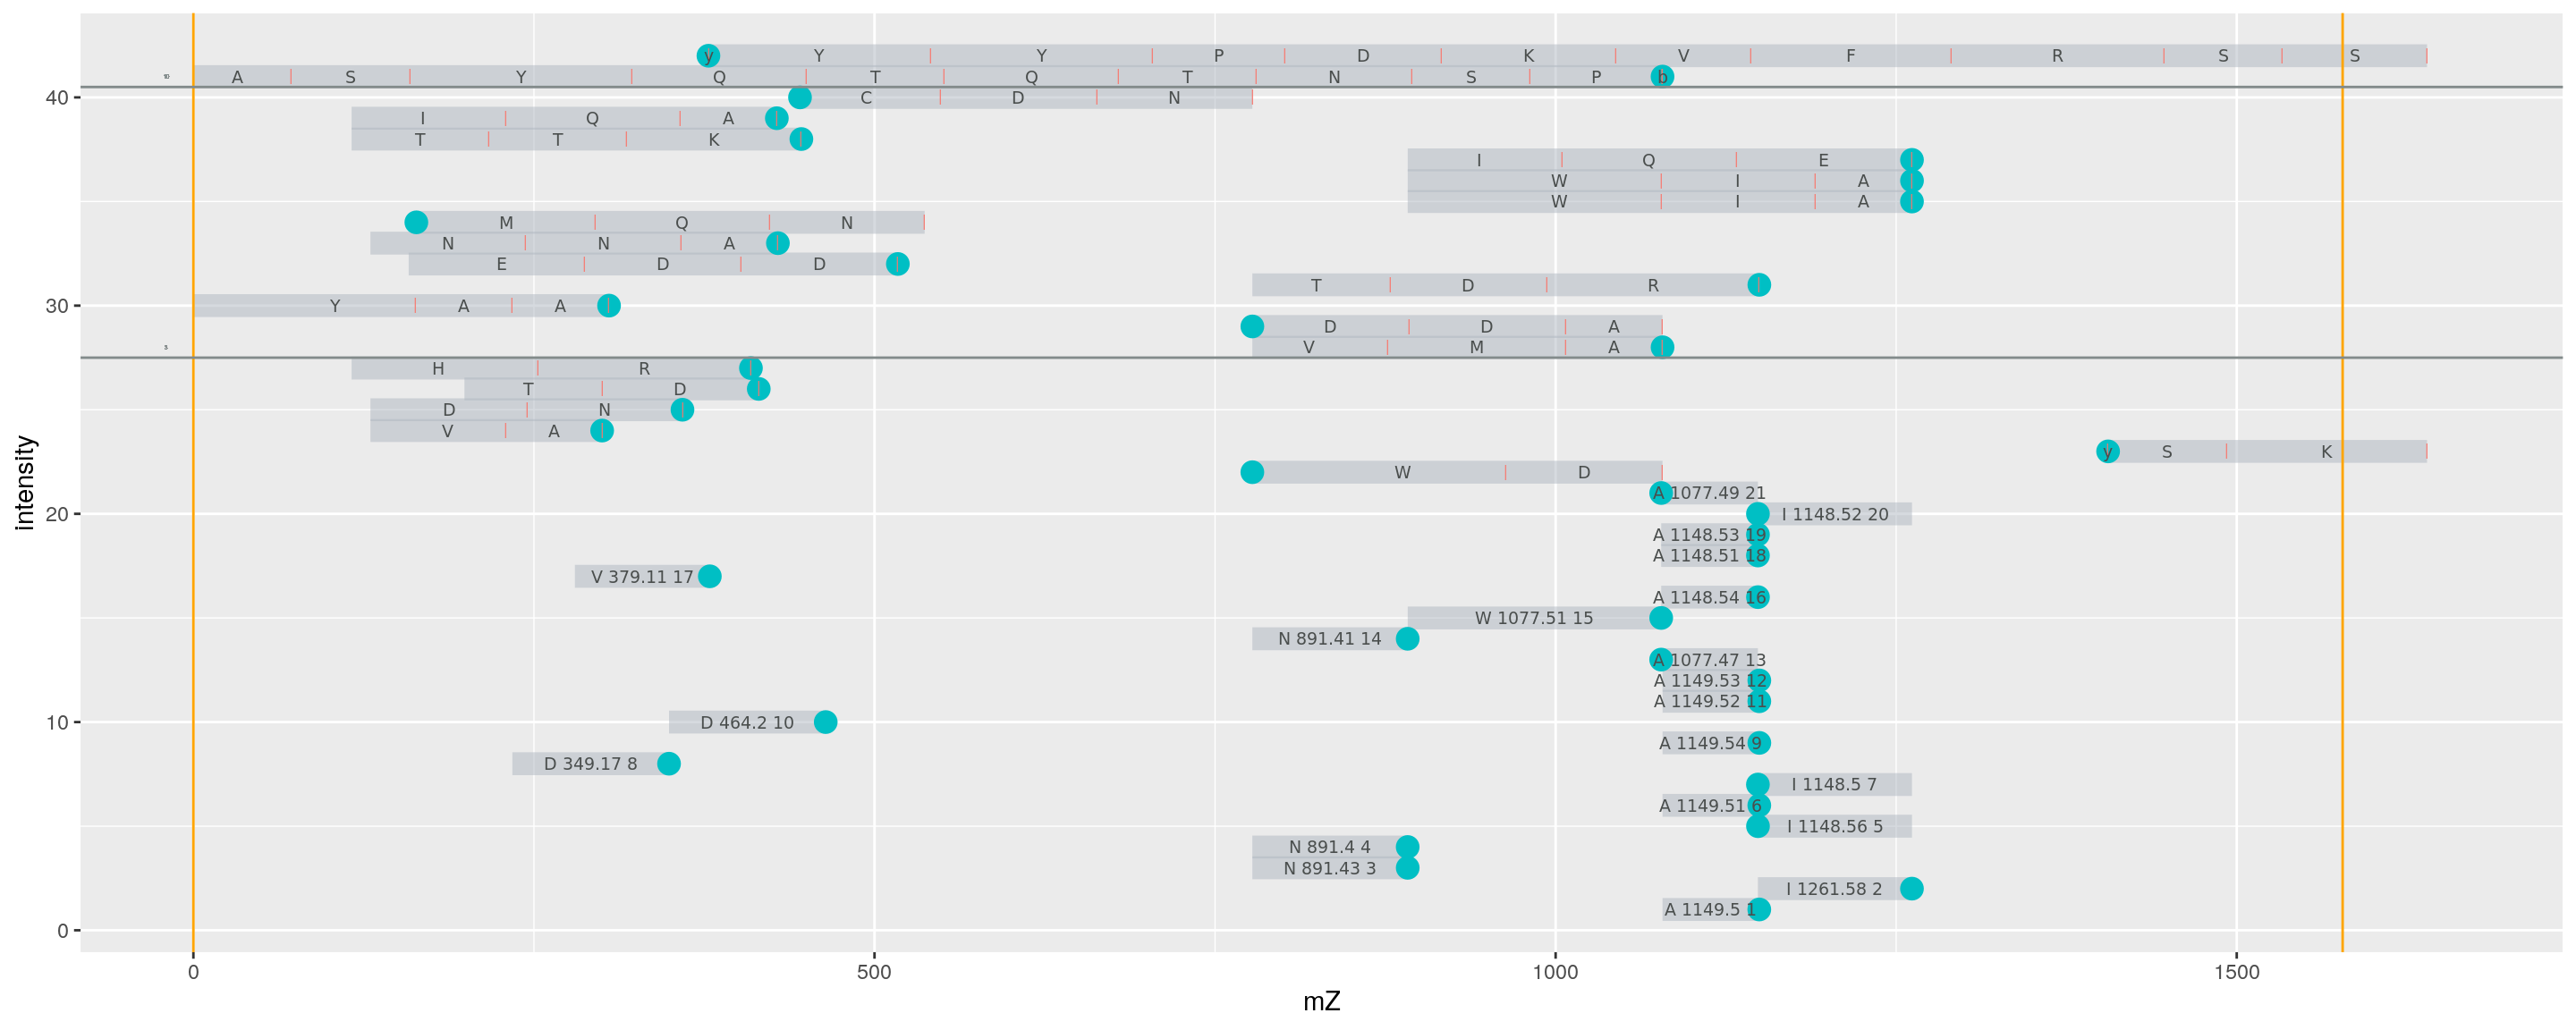 y Y Y P D K V F R S S
A S Y Q T Q T N S P b
40
C D N
I Q A
T T K
I Q E
W I A
W I A
M Q N
N N A
E D D
T D R
30
Y A A
D D A
V M A
H R
T D
D N
V A
y S K
W D
A 1077.49 21
20
I 1148.52 20
A 1148.53 19
A 1148.51 18
V 379.11 17
A 1148.54 16
W 1077.51 15
N 891.41 14
A 1077.47 13
A 1149.53 12
A 1149.52 11
10
D 464.2 10
A 1149.54 9
D 349.17 8
I 1148.5 7
A 1149.51 6
I 1148.56 5
N 891.4 4
N 891.43 3
I 1261.58 2
A 1149.5 1
0
0 500 1000 1500
mZ
intensity